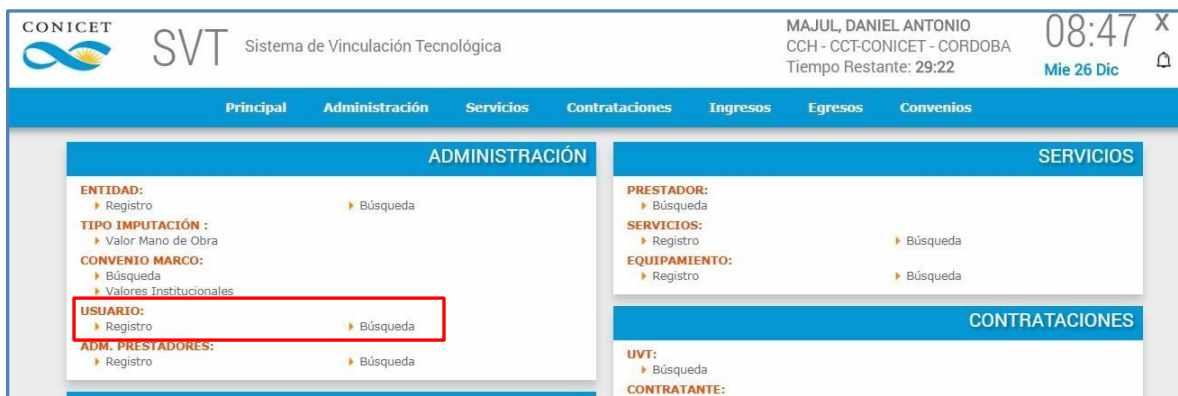 CONICET
SVT Sistema de Vinculación Tecnológica
MAJUL, DANIEL ANTONIO
CCH - CCT-CONICET - CORDOBA
Tiempo Restante: 29:22
08:47 X
Mie 26 Dic
Principal Administración Servicios Contrataciones Ingresos Egresos Convenios
ADMINISTRACIÓN
ENTIDAD:
Registro Búsqueda
TIPO IMPUTACIÓN :
Valor Mano de Obra
CONVENIO MARCO:
Búsqueda
Valores Institucionales
USUARIO:
Registro Búsqueda
ADM. PRESTADORES:
Registro Búsqueda
SERVICIOS
PRESTADOR:
Búsqueda
SERVICIOS:
Registro Búsqueda
EQUIPAMIENTO:
Registro Búsqueda
CONTRATACIONES
UVT:
Búsqueda
CONTRATANTE: